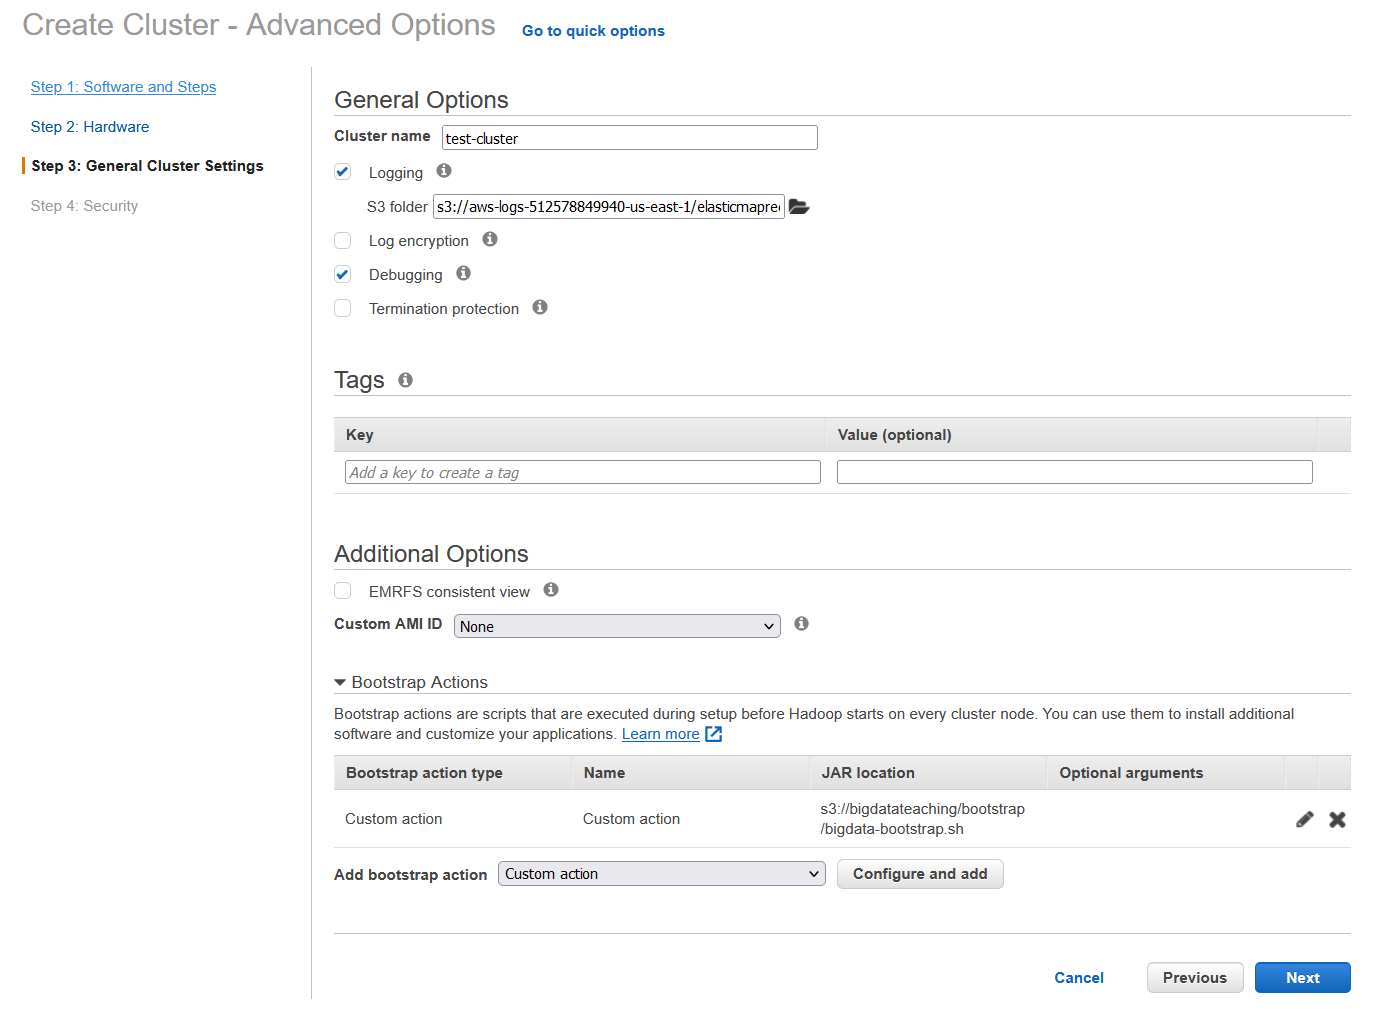 Create Cluster - Advanced Options Go to quick options
Step 1: Software and Steps
Step 2: Hardware
Step 3: General Cluster Settings
Step 4: Security
General Options
Cluster name test-cluster
Logging
S3 folder s3://aws-logs-512578849940-us-east-1/elasticmapre
Log encryption
Debugging
Termination protection
Tags
Key Value (optional)
Add a key to create a tag
Additional Options
EMRFS consistent view
Custom AMI ID None
Bootstrap Actions
Bootstrap actions are scripts that are executed during setup before Hadoop starts on every cluster node. You can use them to install additional
software and customize your applications. Learn more
Bootstrap action type Name JAR location Optional arguments
Custom action Custom action s3://bigdatateaching/bootstrap
/bigdata-bootstrap.sh
Add bootstrap action Custom action Configure and add
Cancel Previous Next